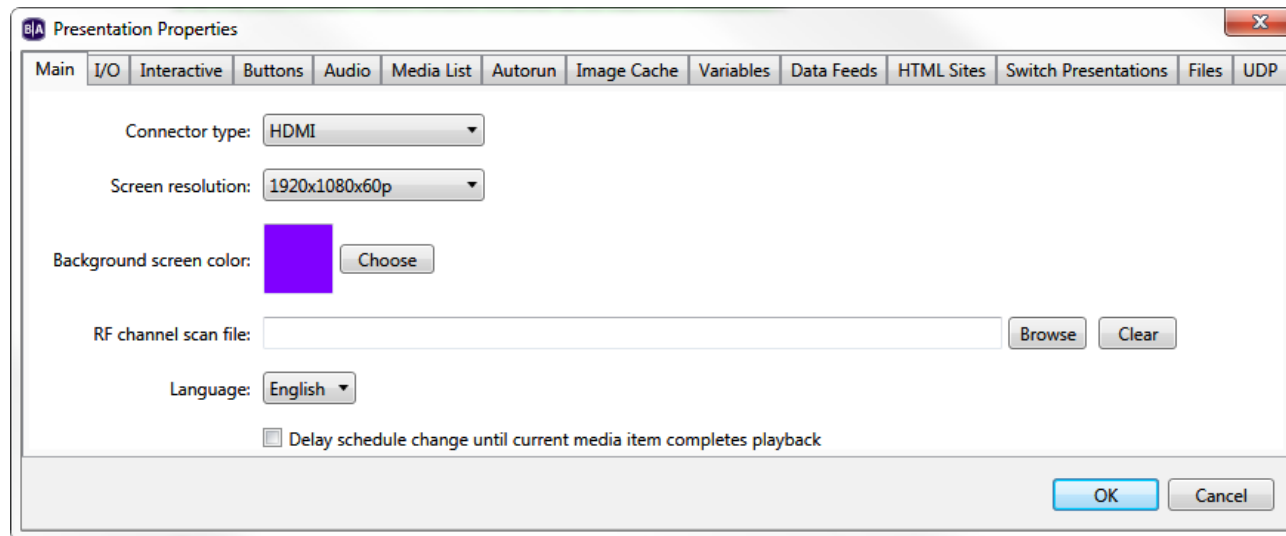 B|A Presentation Properties
Main I/O Interactive Buttons Audio Media List Autorun Image Cache Variables Data Feeds HTML Sites Switch Presentations Files UDP
Connector type: HDMI
Screen resolution: 1920x1080x60p
Background screen color: Choose
RF channel scan file: Browse Clear
Language: English
Delay schedule change until current media item completes playback
OK Cancel